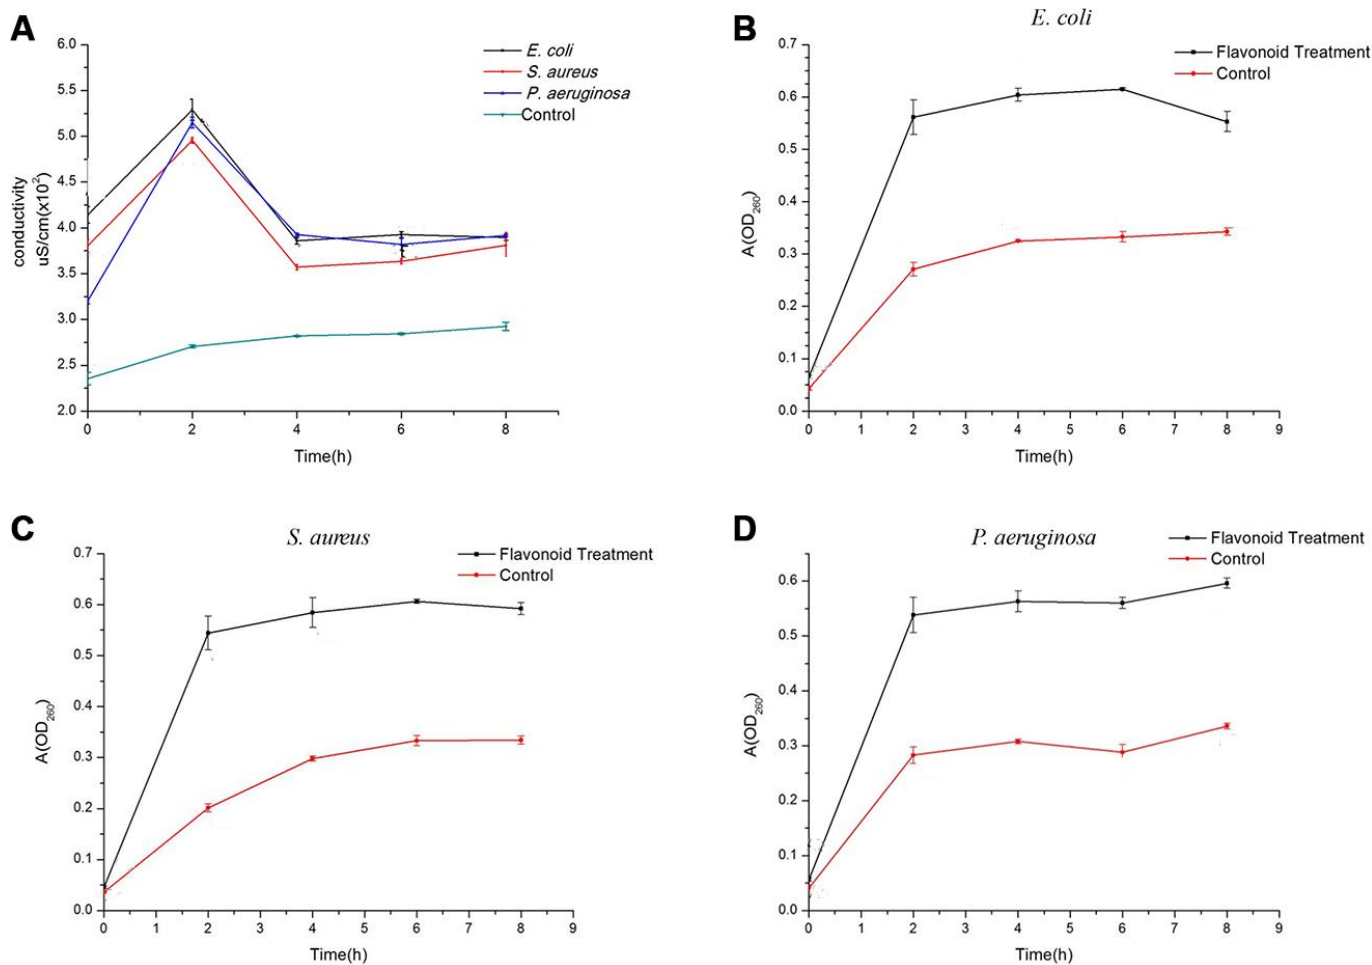 A
E. coli
S. aureus
P. aeruginosa
Control
conductivity
uS/cm(x10²)
6.0
5.5
5.0
4.5
4.0
3.5
3.0
2.5
2.0
0 2 4 6 8
Time(h)
B
E. coli
Flavonoid Treatment
Control
A(OD₂₆₀)
0.7
0.6
0.5
0.4
0.3
0.2
0.1
0.0
0 2 3 4 5 6 7 8 9
Time(h)
C
S. aureus
Flavonoid Treatment
Control
A(OD₂₆₀)
0.7
0.6
0.5
0.4
0.3
0.2
0.1
0.0
0 1 2 3 4 5 6 7 8 9
Time(h)
D
P. aeruginosa
Flavonoid Treatment
Control
A(OD₂₆₀)
0.6
0.5
0.4
0.3
0.2
0.1
0.0
0 1 2 3 4 5 6 7 8 9
Time(h)